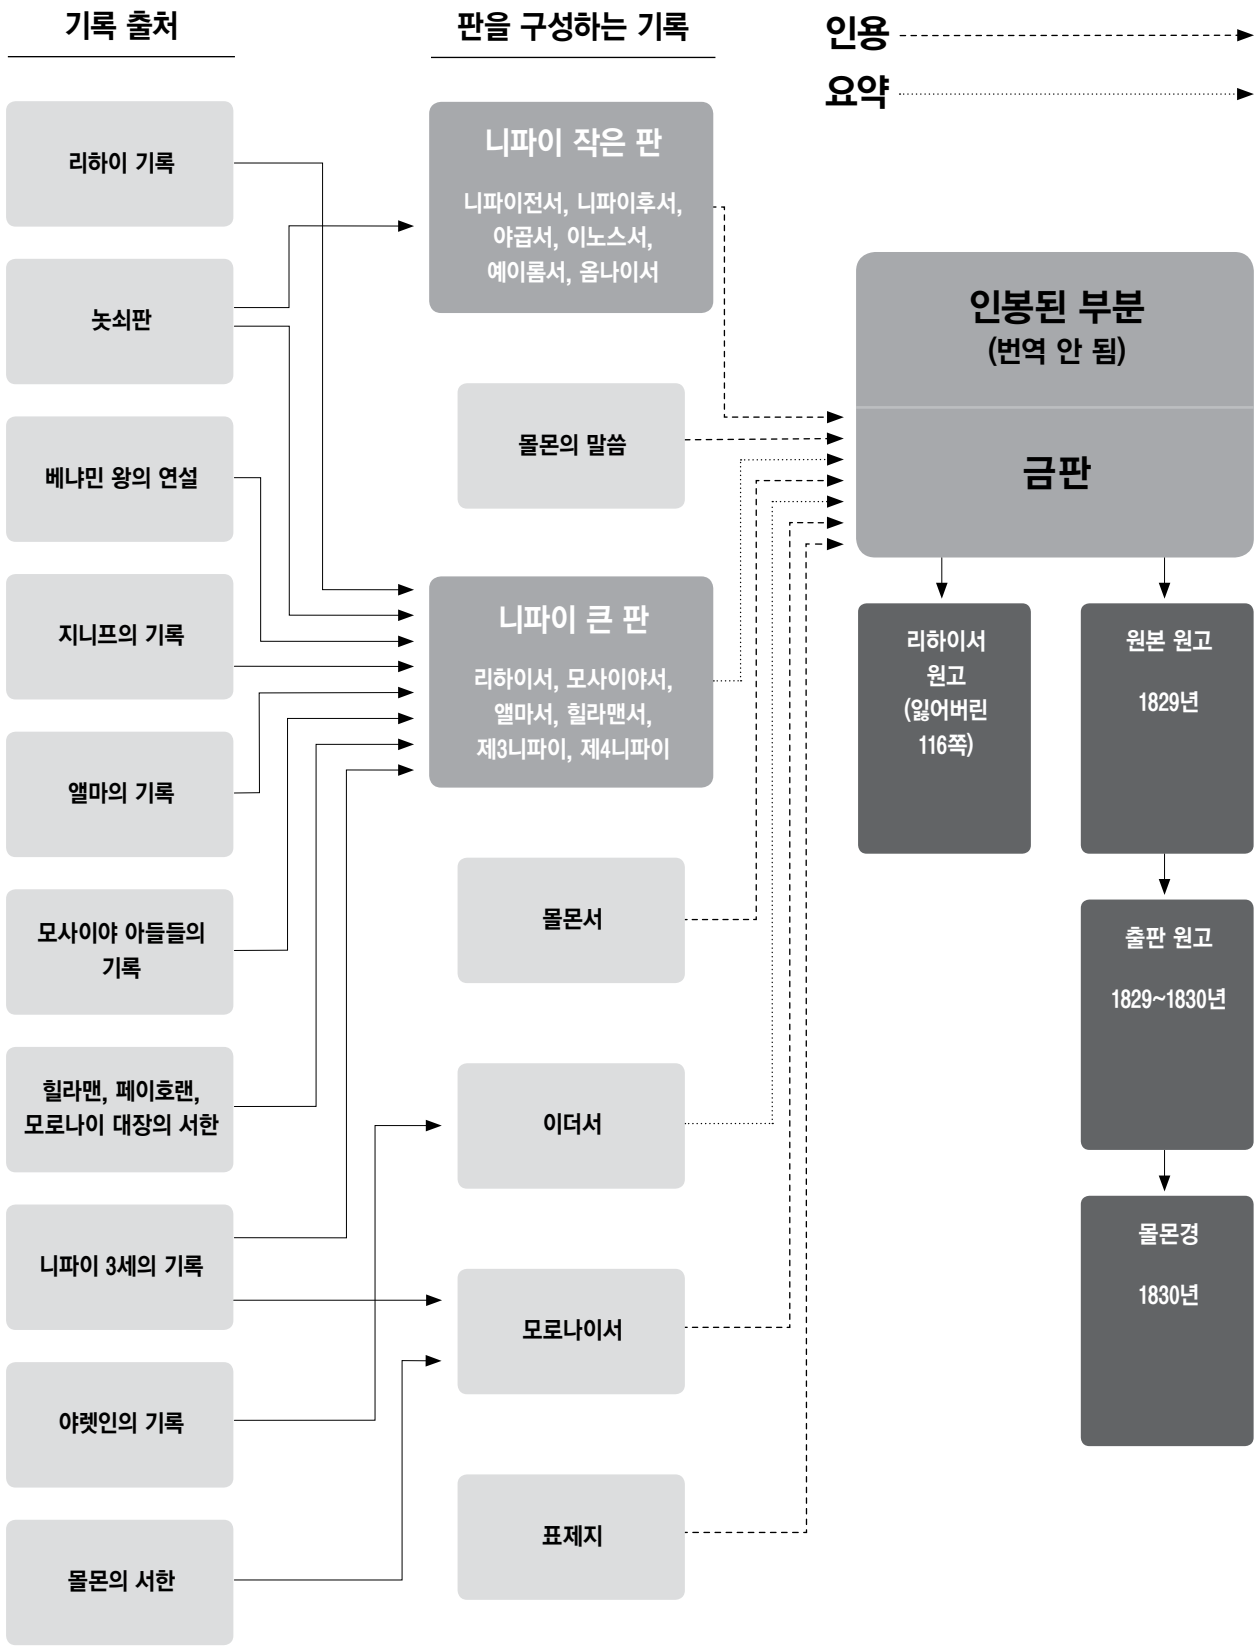 기록 출처
리하이 기록
놋쇠판
베냐민 왕의 연설
지니프의 기록
앨마의 기록
모사이야 아들들의
기록
힐라맨, 페이호랜,
모로나이 대장의 서한
니파이 3세의 기록
야렛인의 기록
몰몬의 서한
판을 구성하는 기록
니파이 작은 판
니파이전서, 니파이후서,
야곱서, 이노스서,
예이롬서, 옴나이서
몰몬의 말씀
니파이 큰 판
리하이서, 모사이야서,
앨마서, 힐라맨서,
제3니파이, 제4니파이
몰몬서
이더서
모로나이서
표제지
인용
요약
인봉된 부분
(번역 안 됨)
금판
리하이서
원고
(잃어버린
116쪽)
원본 원고
1829년
출판 원고
1829~1830년
몰몬경
1830년